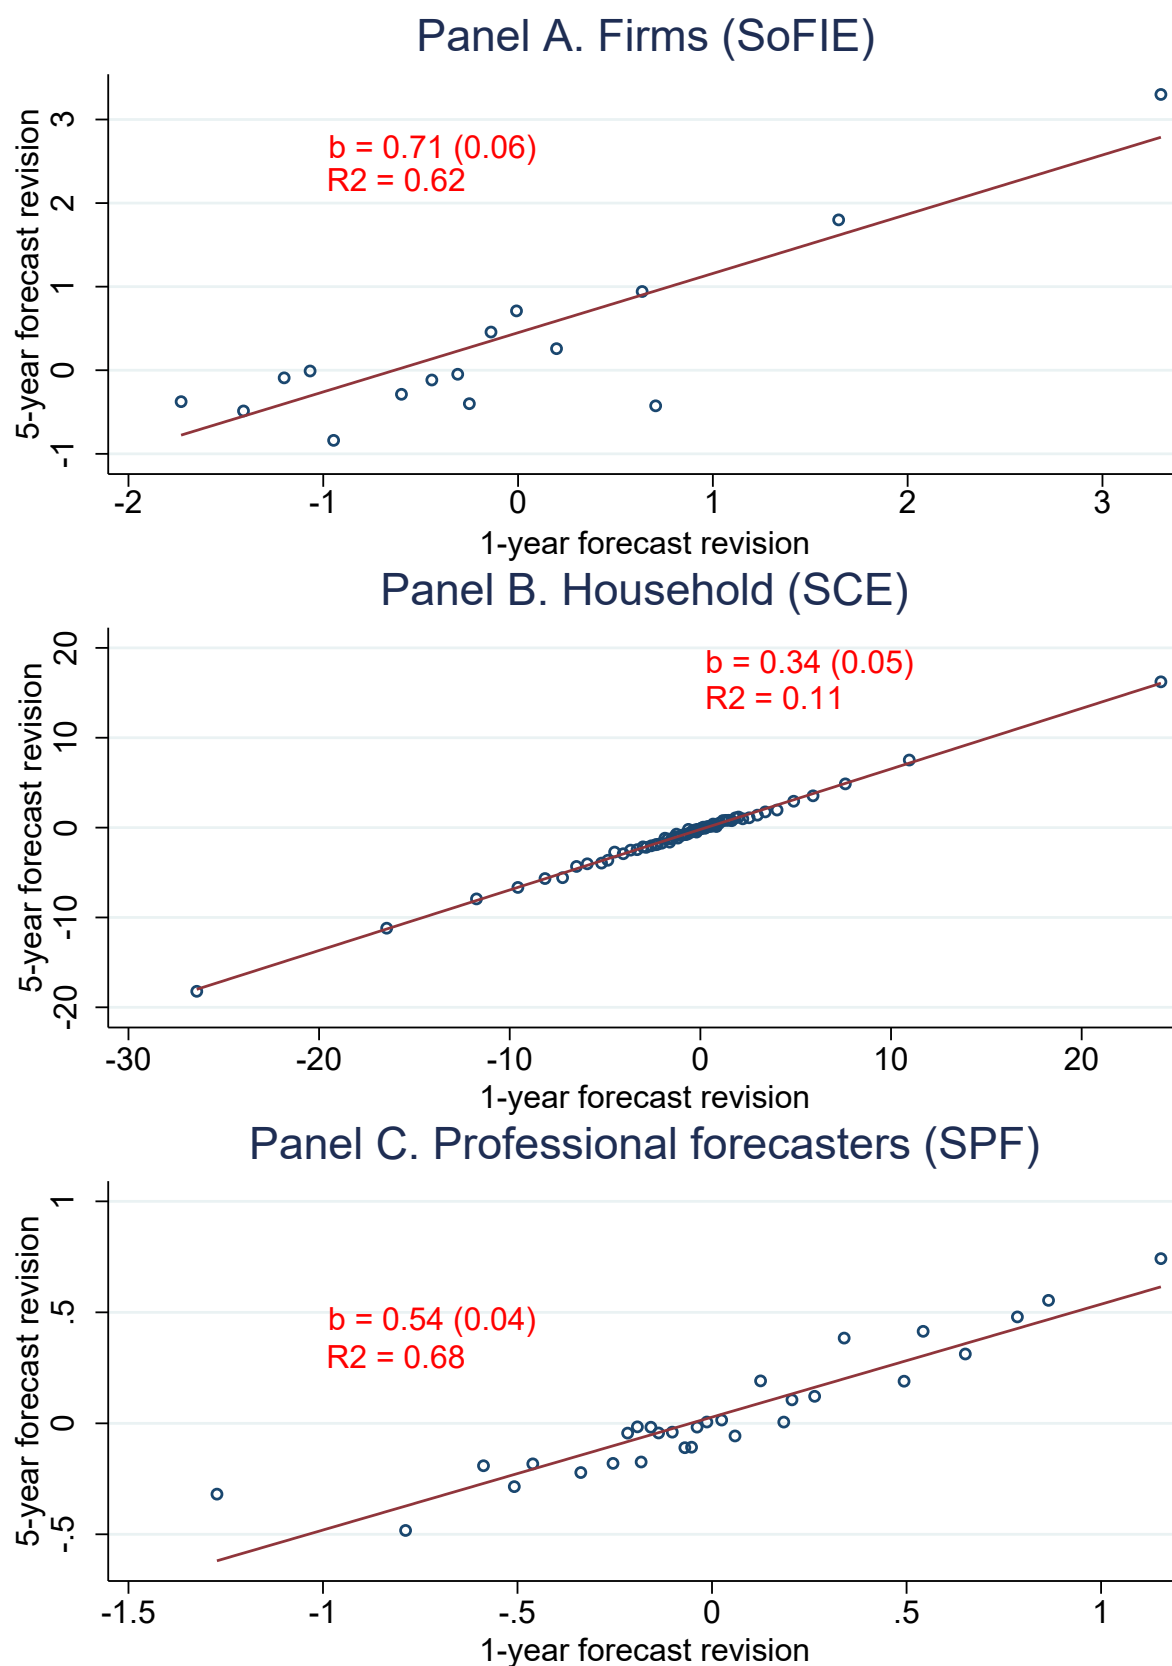 Panel A. Firms (SoFIE)
5-year forecast revision
3
2
1
0
-1
b = 0.71 (0.06)
R2 = 0.62
-2 -1 0 1 2 3
1-year forecast revision
Panel B. Household (SCE)
5-year forecast revision
20
10
0
-10
-20
b = 0.34 (0.05)
R2 = 0.11
-30 -20 -10 0 10 20
1-year forecast revision
Panel C. Professional forecasters (SPF)
5-year forecast revision
1
.5
0
-.5
b = 0.54 (0.04)
R2 = 0.68
-1.5 -1 -.5 0 .5 1
1-year forecast revision